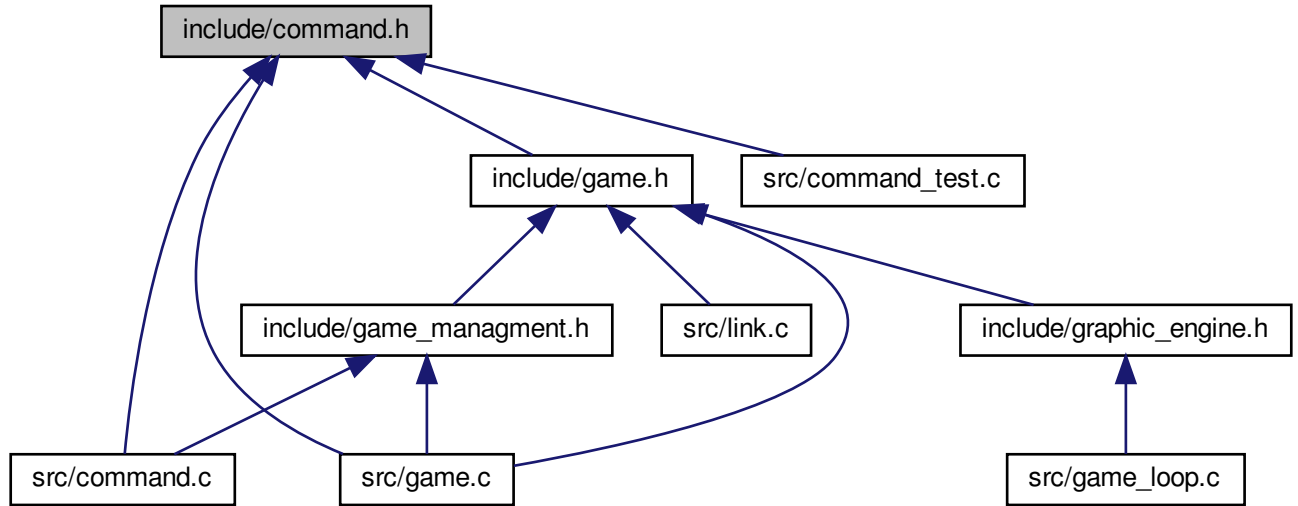 include/command.h
include/game.h
src/command_test.c
include/game_managment.h
src/link.c
include/graphic_engine.h
src/command.c
src/game.c
src/game_loop.c